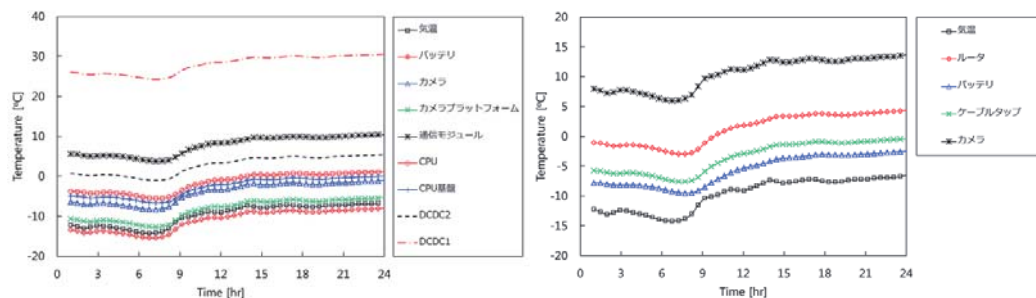 40
30
20
10
0
-10
-20
Temperature [ºC]
0 3 6 9 12 15 18 21 24
Time [hr]
気温
バッテリ
カメラ
カメラプラットフォーム
通信モジュール
CPU
CPU基盤
DCDC2
DCDC1
20
15
10
5
0
-5
-10
-15
-20
Temperature [ºC]
0 3 6 9 12 15 18 21 24
Time [hr]
気温
ルータ
バッテリ
ケーブルタップ
カメラ